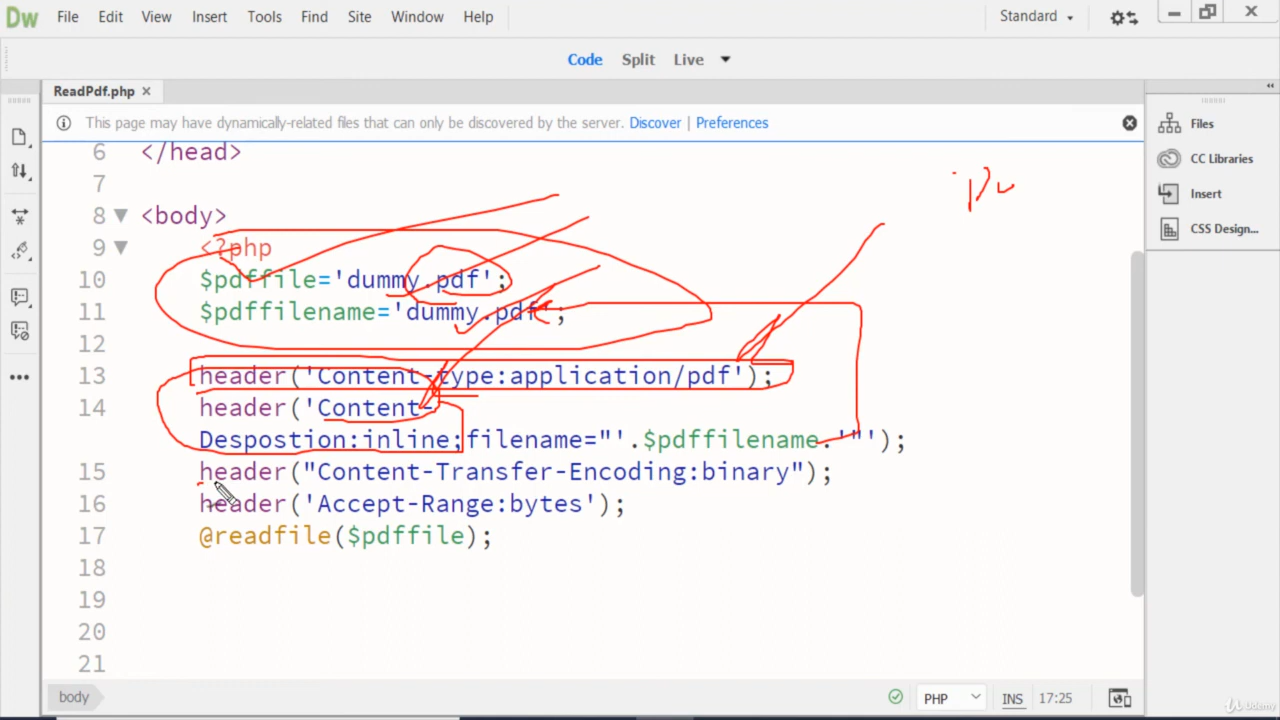 Dw File Edit View Insert Tools Find Site Window Help Standard
Code Split Live
ReadPdf.php
This page may have dynamically-related files that can only be discovered by the server. Discover | Preferences
Files
CC Libraries
Insert
CSS Design...
6 </head>
7
8 <body>
9 <?php
10 $pdffile='dummy.pdf';
11 $pdffilename='dummy.pdf';
12
13 header('Content-type:application/pdf');
14 header('Content-
Despostion:inline;filename="'.$pdffilename.'"');
15 header("Content-Transfer-Encoding:binary");
16 header('Accept-Range:bytes');
17 @readfile($pdffile);
18
19
20
21
body PHP INS 17:25
Udemy